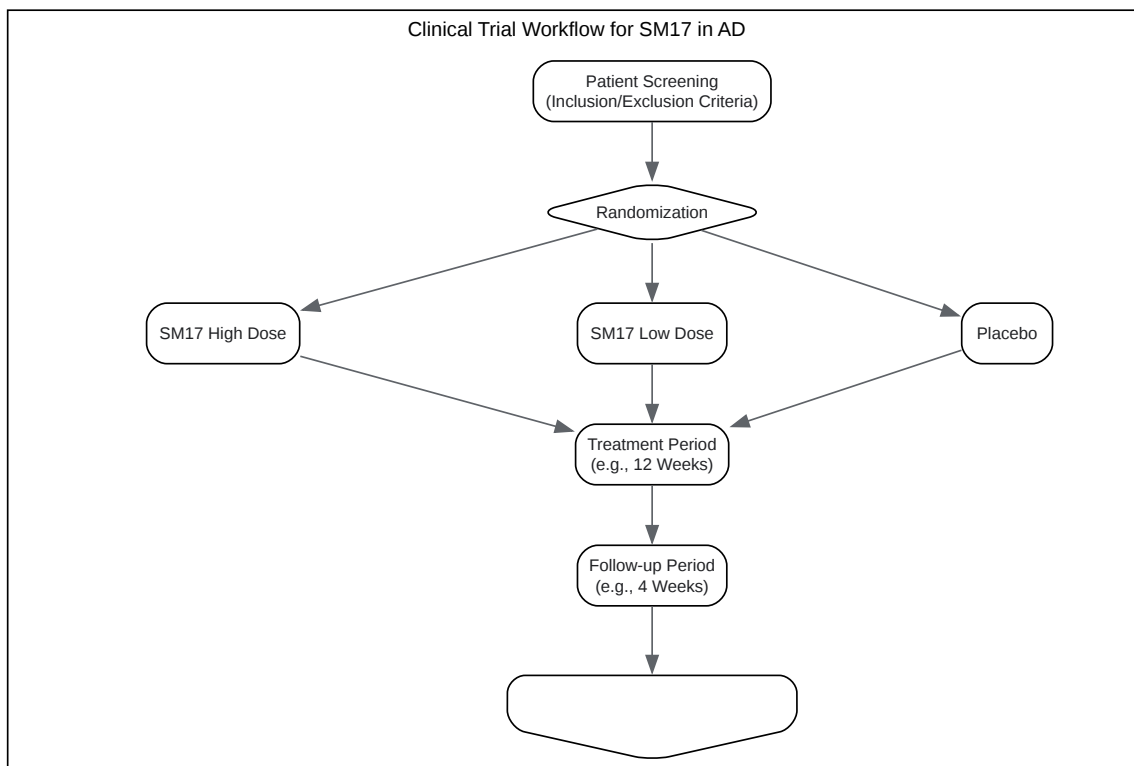 Clinical Trial Workflow for SM17 in AD
Patient Screening
(Inclusion/Exclusion Criteria)
Randomization
SM17 High Dose
SM17 Low Dose
Placebo
Treatment Period
(e.g., 12 Weeks)
Follow-up Period
(e.g., 4 Weeks)